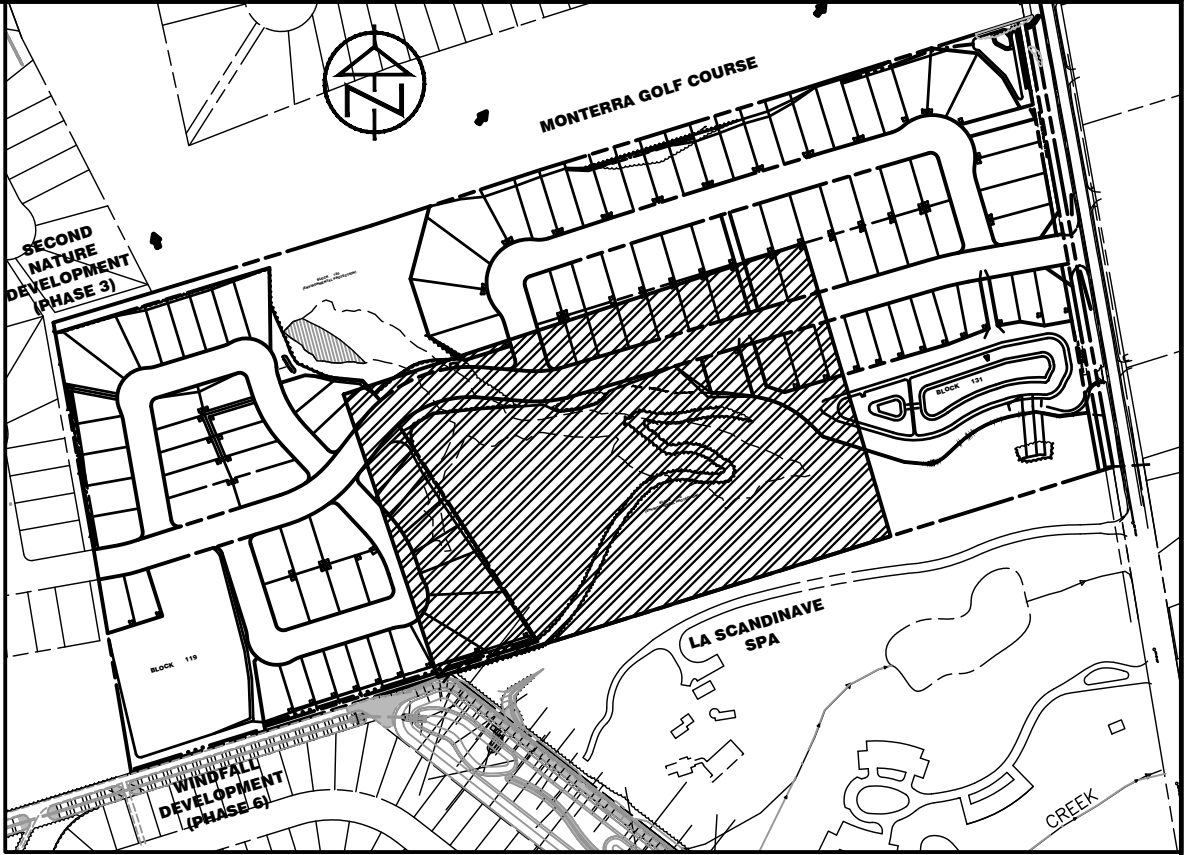 MONTERRA GOLF COURSE
SECOND
NATURE
DEVELOPMENT
(PHASE 3)
BLOCK 131
LA SCANDINAVE
SPA
BLOCK 119
WINDFALL
DEVELOPMENT
(PHASE 6)
CREEK